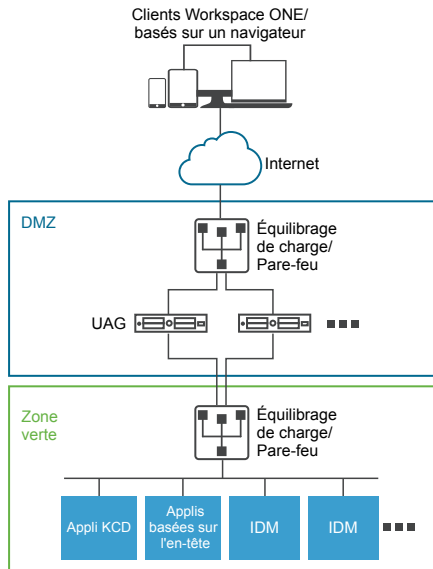 Clients Workspace ONE/
basés sur un navigateur
Internet
DMZ
Équilibrage
de charge/
Pare-feu
UAG
Zone
verte
Équilibrage
de charge/
Pare-feu
Appli KCD
Applis
basées sur
l'en-tête
IDM
IDM